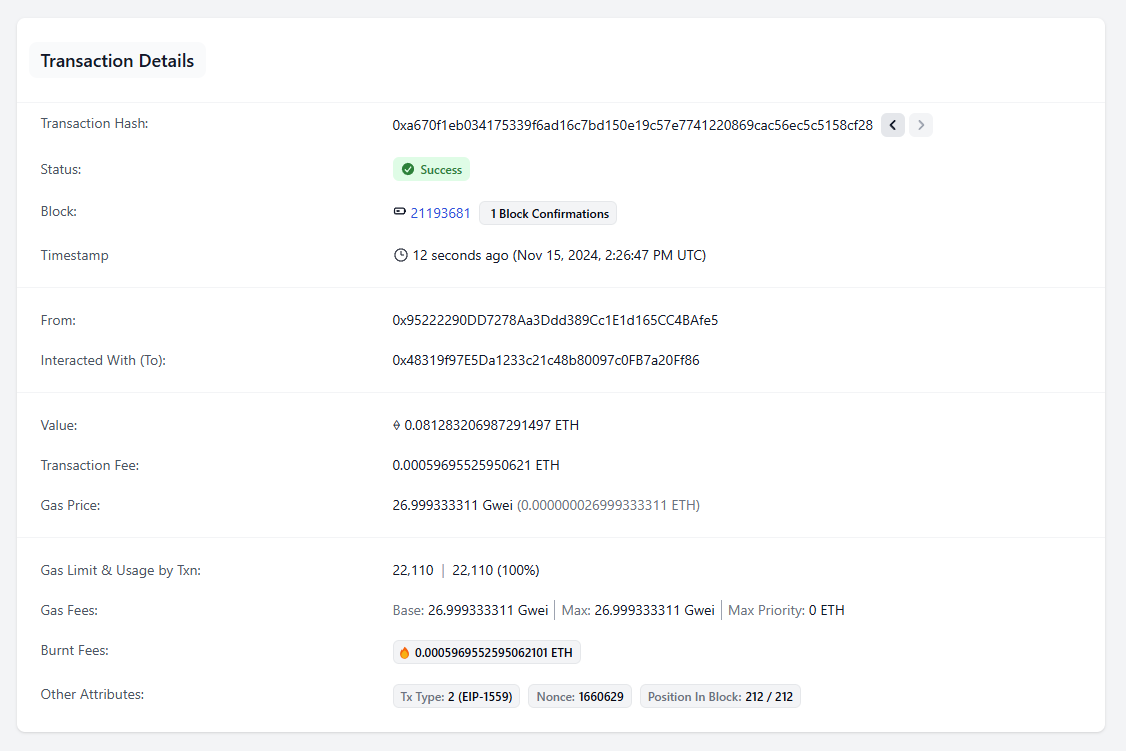 Transaction Details
Transaction Hash: 0xa670f1eb034175339f6ad16c7bd150e19c57e7741220869cac56ec5c5158cf28
Status: Success
Block: 21193681 1 Block Confirmations
Timestamp 12 seconds ago (Nov 15, 2024, 2:26:47 PM UTC)
From: 0x95222290DD7278Aa3Ddd389Cc1E1d165CC4BAfe5
Interacted With (To): 0x48319f97E5Da1233c21c48b80097c0FB7a20Ff86
Value: 0.081283206987291497 ETH
Transaction Fee: 0.00059695525950621 ETH
Gas Price: 26.999333311 Gwei (0.000000026999333311 ETH)
Gas Limit & Usage by Txn: 22,110 | 22,110 (100%)
Gas Fees: Base: 26.999333311 Gwei | Max: 26.999333311 Gwei | Max Priority: 0 ETH
Burnt Fees: 0.0005969552595062101 ETH
Other Attributes: Tx Type: 2 (EIP-1559) Nonce: 1660629 Position In Block: 212 / 212